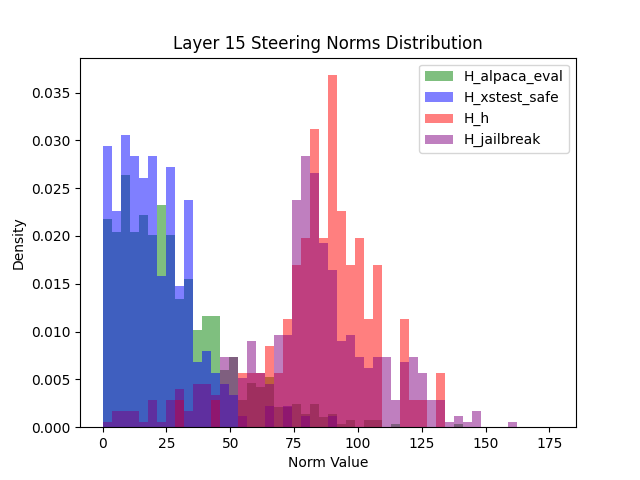 Layer 15 Steering Norms Distribution
H_alpaca_eval
H_xstest_safe
H_h
H_jailbreak
0.035
0.030
0.025
0.020
0.015
0.010
0.005
0.000
Density
0 25 50 75 100 125 150 175
Norm Value